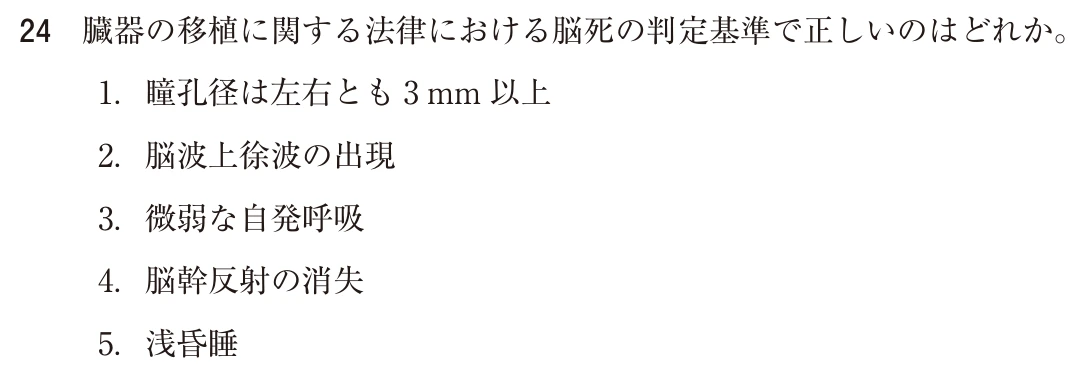 24 臓器の移植に関する法律における脳死の判定基準で正しいのはどれか。
1. 瞳孔径は左右とも 3 mm 以上
2. 脳波上徐波の出現
3. 微弱な自発呼吸
4. 脳幹反射の消失
5. 浅昏睡